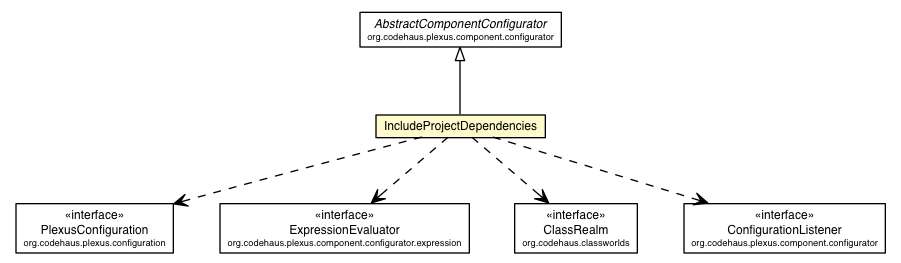 AbstractComponentConfigurator
org.codehaus.plexus.component.configurator
IncludeProjectDependencies
«interface»
PlexusConfiguration
org.codehaus.plexus.configuration
«interface»
ExpressionEvaluator
org.codehaus.plexus.component.configurator.expression
«interface»
ClassRealm
org.codehaus.classworlds
«interface»
ConfigurationListener
org.codehaus.plexus.component.configurator